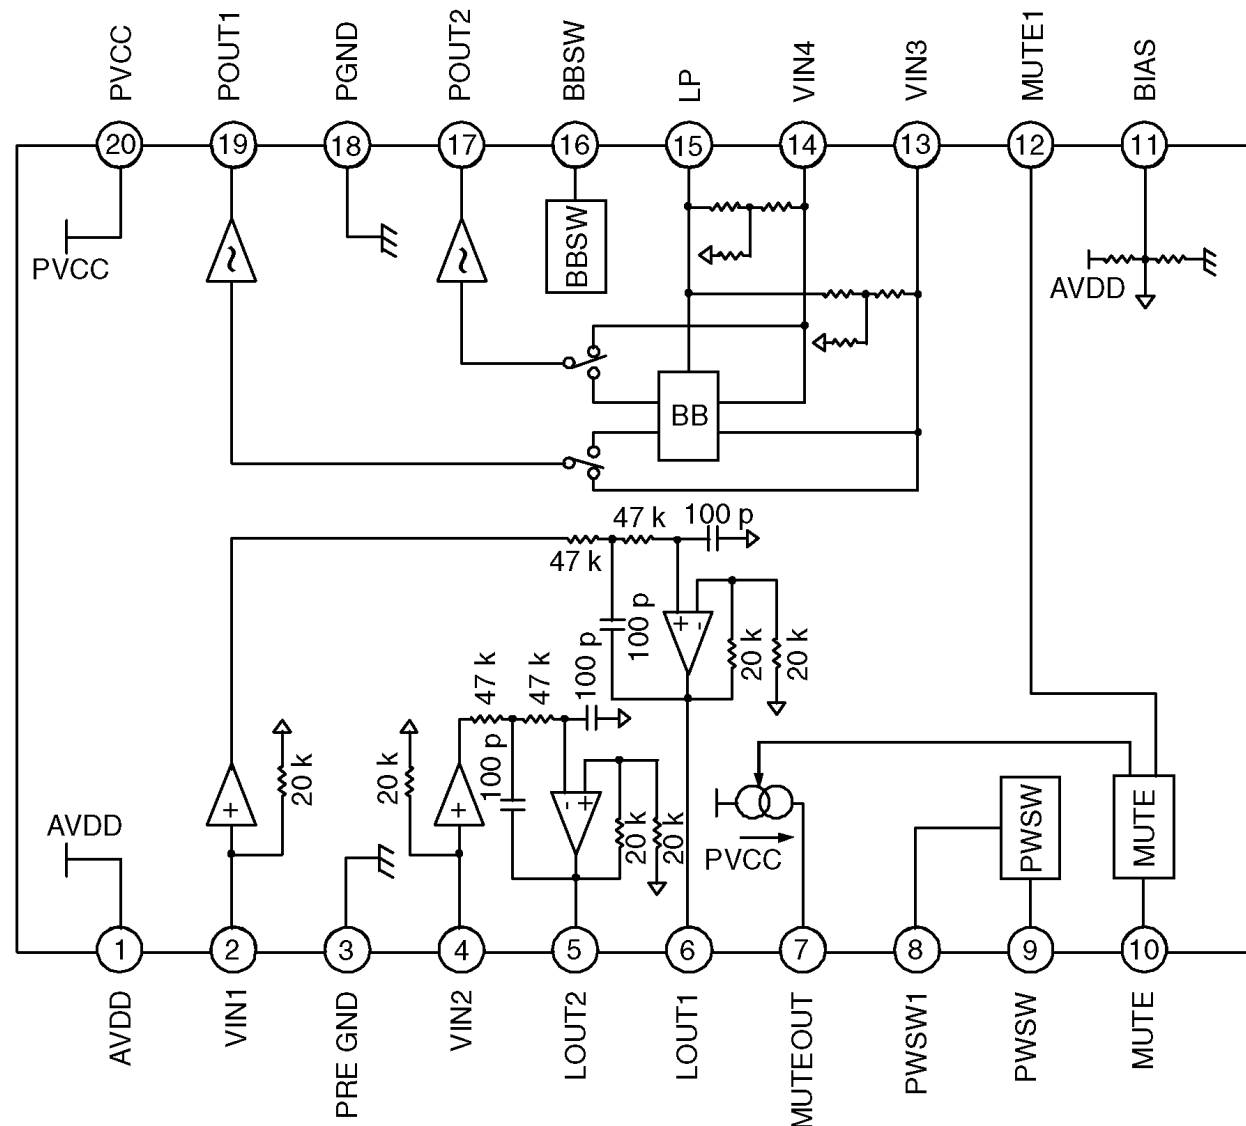 PVCC
POUT1
PGND
POUT2
BBSW
LP
VIN4
VIN3
MUTE1
BIAS
20
19
18
17
16
15
14
13
12
11
BBSW
PVCC
AVDD
BB
47 k
100 p
47 k
100 p
+
-
20 k
20 k
47 k
47 k
100 p
100 p
-
+
20 k
20 k
20 k
20 k
+
+
AVDD
PVCC
PWSW
MUTE
1
2
3
4
5
6
7
8
9
10
AVDD
VIN1
PRE GND
VIN2
LOUT2
LOUT1
MUTEOUT
PWSW1
PWSW
MUTE